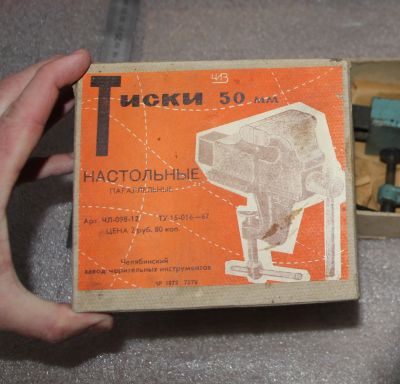 ЧИЗ
Тиски 50 мм
НАСТОЛЬНЫЕ
ПАРАЛЛЕЛЬНЫЕ
Арт. ЧЛ-098-12 ТУ 15-016-67
ЦЕНА 2 руб. 80 коп.
Челябинский
завод мерительных инструментов